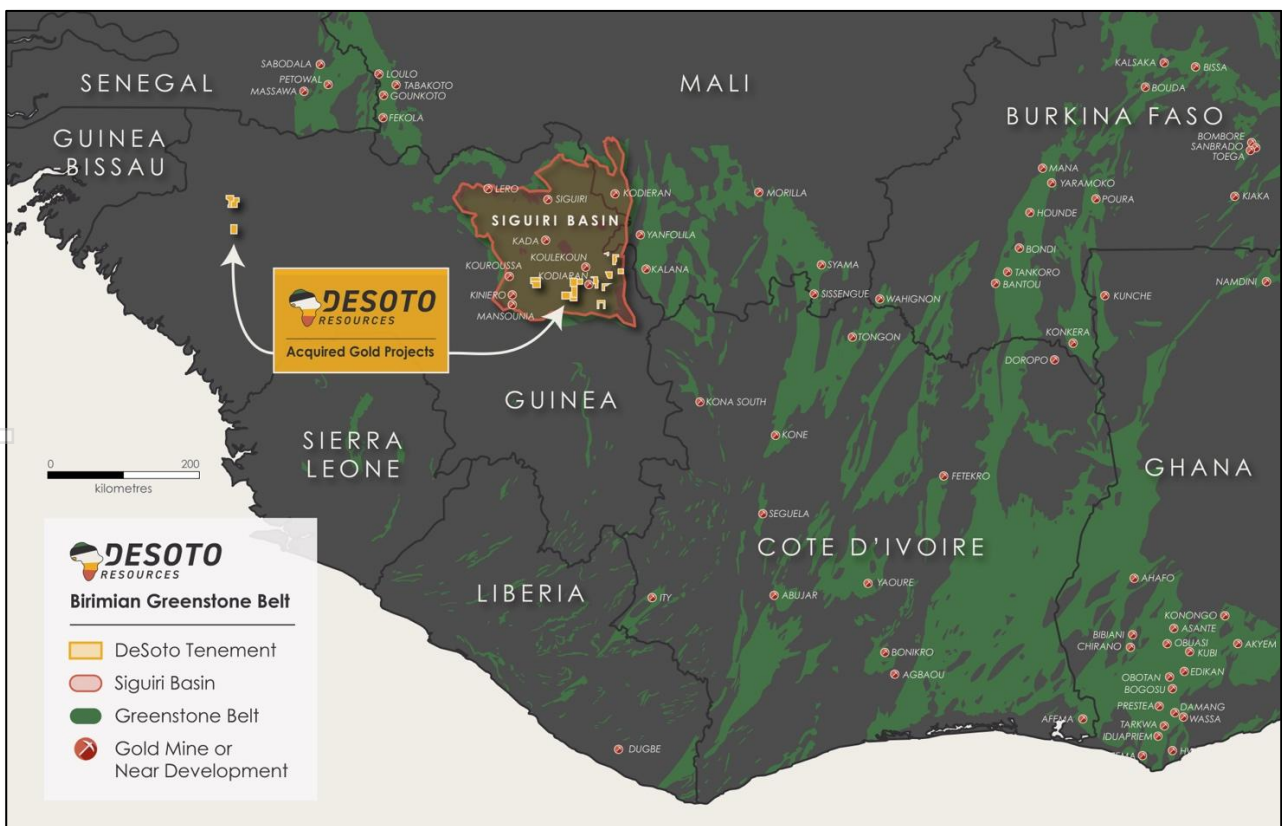 SENEGAL
GUINEA
-BISSAU
MALI
BURKINA FASO
SABODALA
PETOWAL
MASSAWA
LOULO
TABAKOTO
GOUNKOTO
FEKOLA
KALSAKA
BISSA
BOUDA
BOMBORE
SANBRADO
TOEGA
MANA
YARAMOKO
POURA
KIAKA
HOUNDE
LERO
SIGUIRI
KODIERAN
SIGUIRI BASIN
MORILLA
KADA
YANFOLILA
BONDI
KOULEKOUN
KOUROUSSA
KODIARAN
KALANA
SYAMA
TANKORO
BANTOU
NAMDINI
KINIERO
MANSOUNIA
SISSENGUE
WAHIGNON
KUNCHE
DESOTO
RESOURCES
Acquired Gold Projects
TONGON
KONKERA
DOROPO
GUINEA
KONA SOUTH
SIERRA
LEONE
KONE
GHANA
0 200
kilometres
FETEKRO
SEGUELA
COTE D'IVOIRE
DESOTO
RESOURCES
Birimian Greenstone Belt
DeSoto Tenement
Siguiri Basin
Greenstone Belt
Gold Mine or
Near Development
LIBERIA
ITY
ABUJAR
YAOURE
AHAFO
KONONGO
ASANTE
BIBIANI
CHIRANO
OBUASI
KUBI
AKYEM
BONIKRO
AGBAOU
EDIKAN
OBOTAN
BOGOSU
PRESTEA
DAMANG
WASSA
AFEMA
TARKWA
IDUAPRIEM
DUGBE